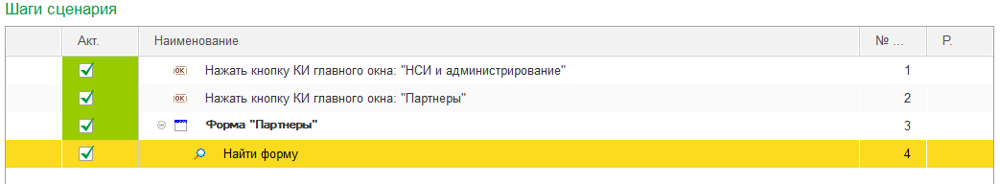 Шаги сценария
Акт. Наименование № ... Р.
Нажать кнопку КИ главного окна: "НСИ и администрирование" 1
Нажать кнопку КИ главного окна: "Партнеры" 2
Форма "Партнеры" 3
Найти форму 4